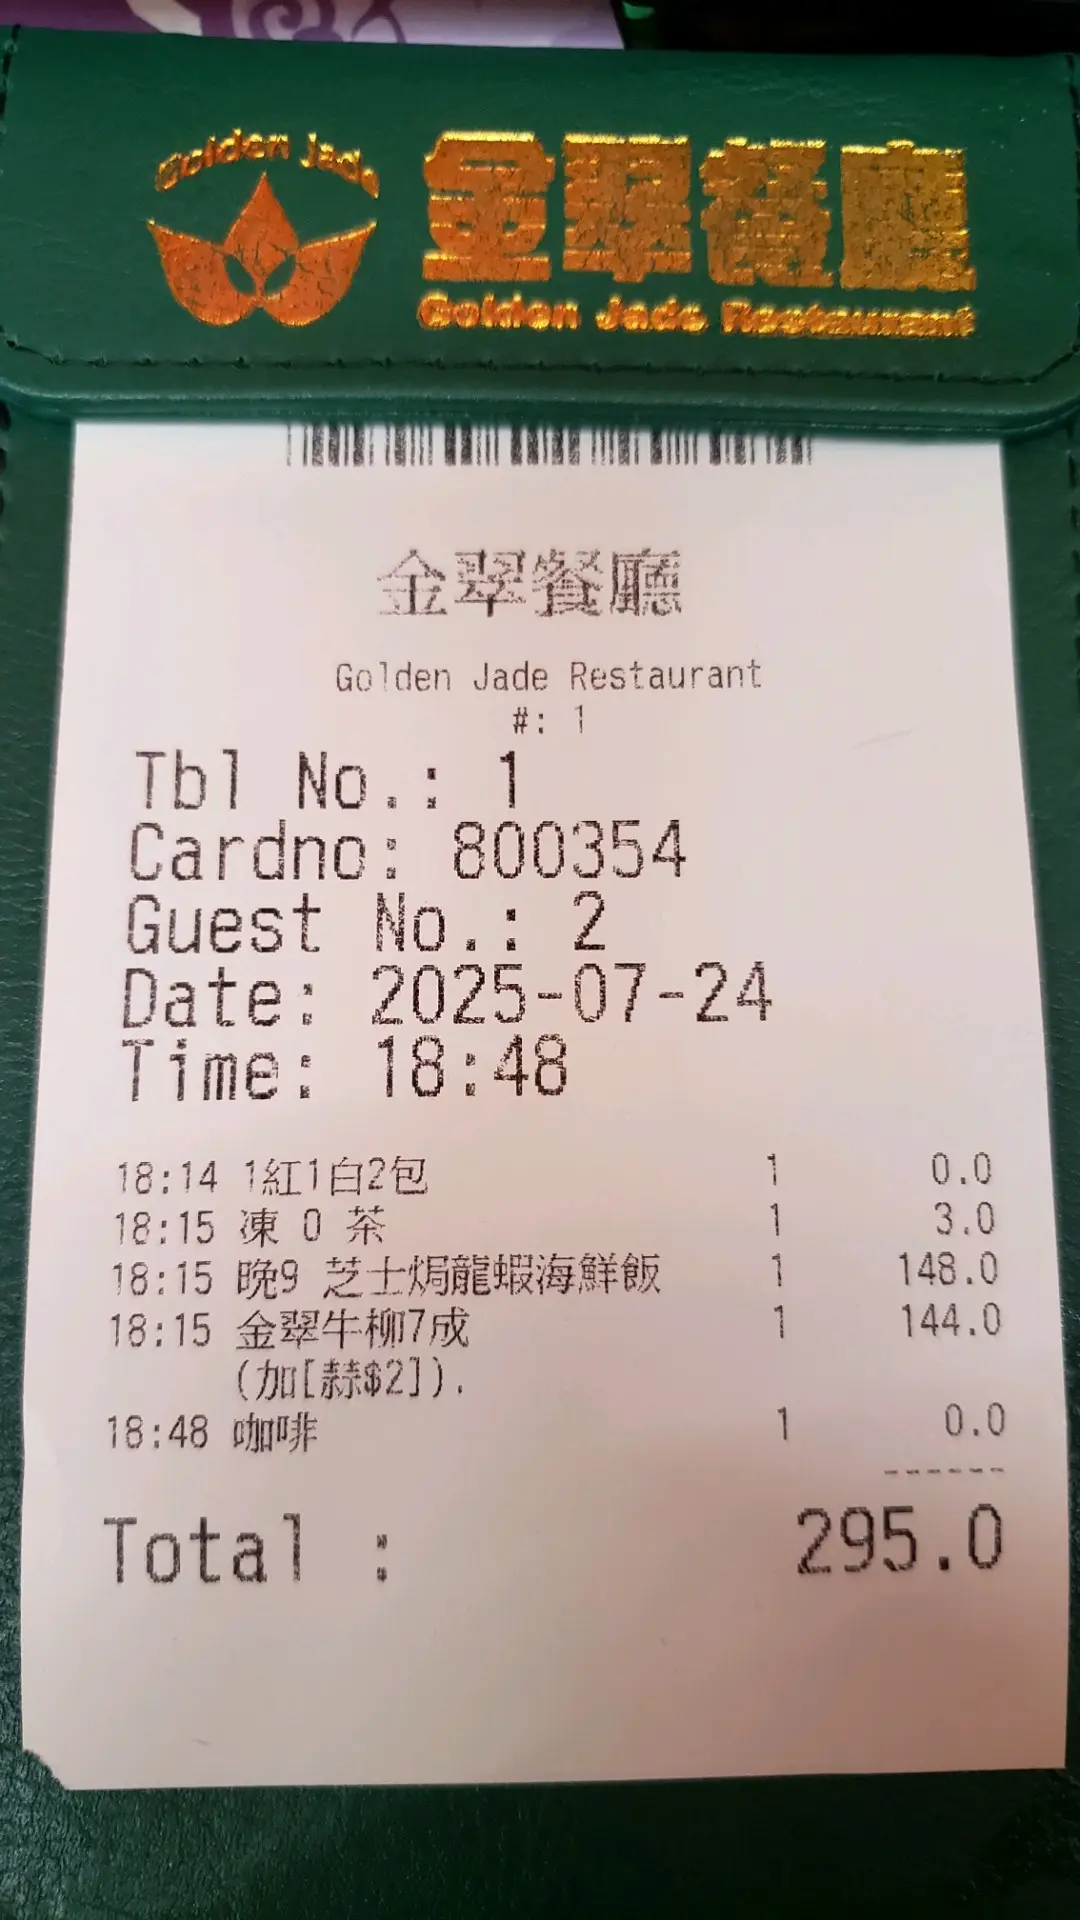 Golden Jade
金翠餐廳
Golden Jade Restaurant
金翠餐廳
Golden Jade Restaurant
#: 1
Tbl No.: 1
Cardno: 800354
Guest No.: 2
Date: 2025-07-24
Time: 18:48
18:14 1紅1白2包 1 0.0
18:15 凍 0 茶 1 3.0
18:15 晚9 芝士焗龍蝦海鮮飯 1 148.0
18:15 金翠牛柳7成 1 144.0
(加[蒜$2]).
18:48 咖啡 1 0.0
------
Total : 295.0